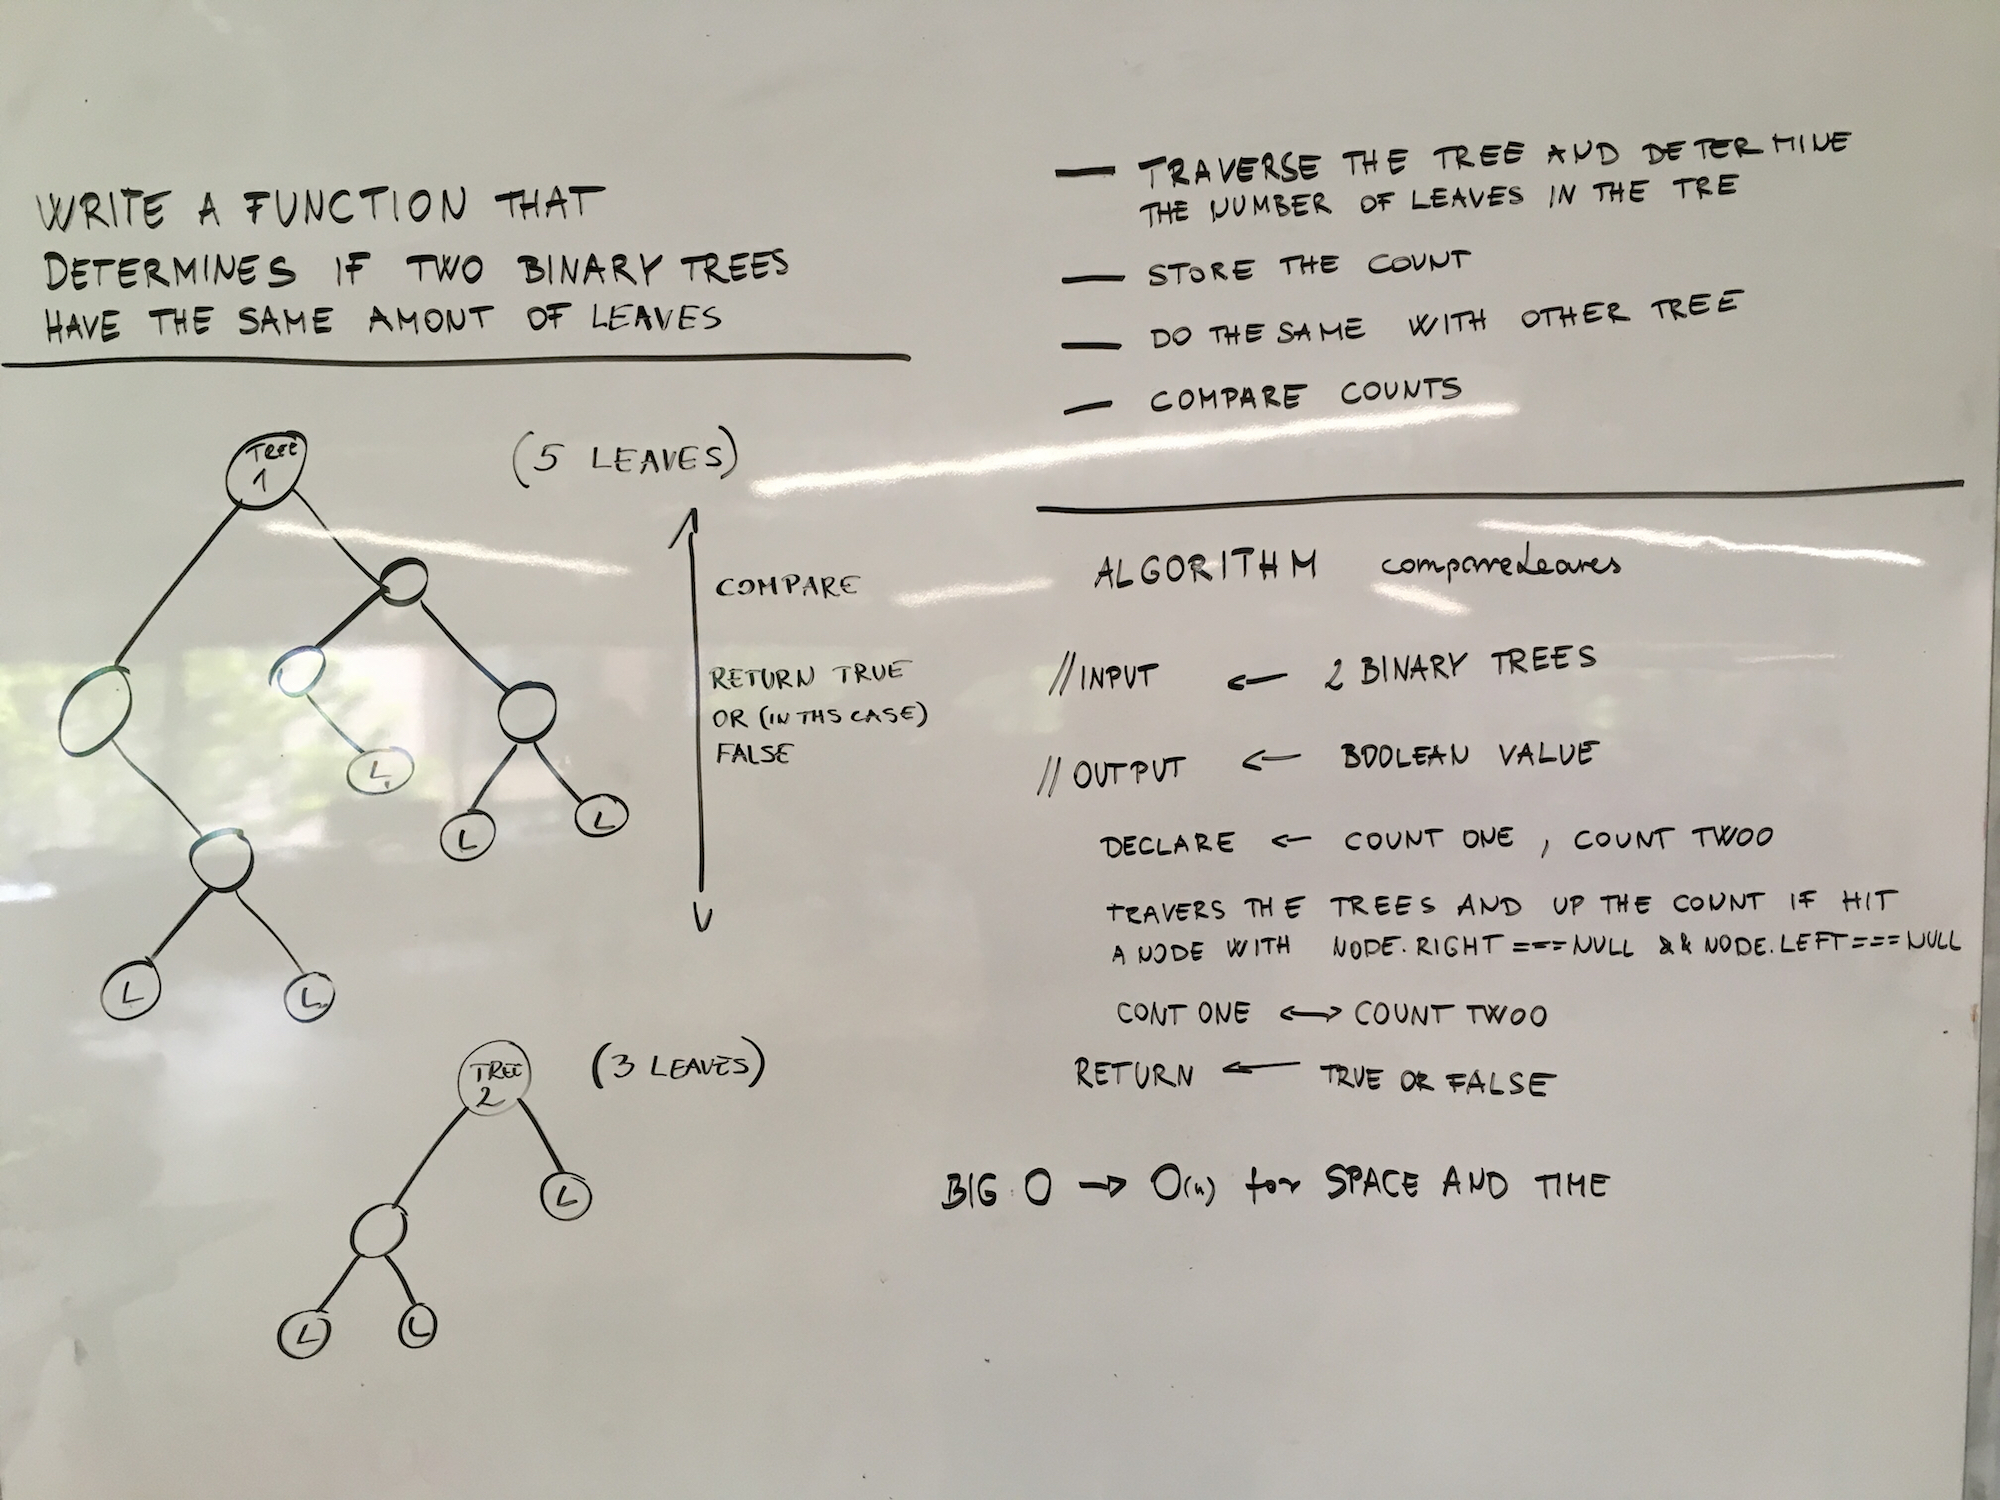 WRITE A FUNCTION THAT
DETERMINES IF TWO BINARY TREES
HAVE THE SAME AMONT OF LEAVES
TREE
1
(5 LEAVES)
COMPARE
RETURN TRUE
OR (IN THS CASE)
FALSE
L
L
L
L
L
TREE
2
(3 LEAVES)
L
L
L
— TRAVERSE THE TREE AND DETERMINE
THE NUMBER OF LEAVES IN THE TRE
— STORE THE COUNT
— DO THE SAME WITH OTHER TREE
— COMPARE COUNTS
ALGORITHM compareLeaves
//INPUT ← 2 BINARY TREES
//OUTPUT ← BOOLEAN VALUE
DECLARE ← COUNT ONE , COUNT TWOO
TRAVERS THE TREES AND UP THE COUNT IF HIT
A NODE WITH NODE.RIGHT === NULL && NODE.LEFT === NULL
CONT ONE ↔ COUNT TWOO
RETURN ← TRUE OR FALSE
BIG O → O(n) for SPACE AND TIME